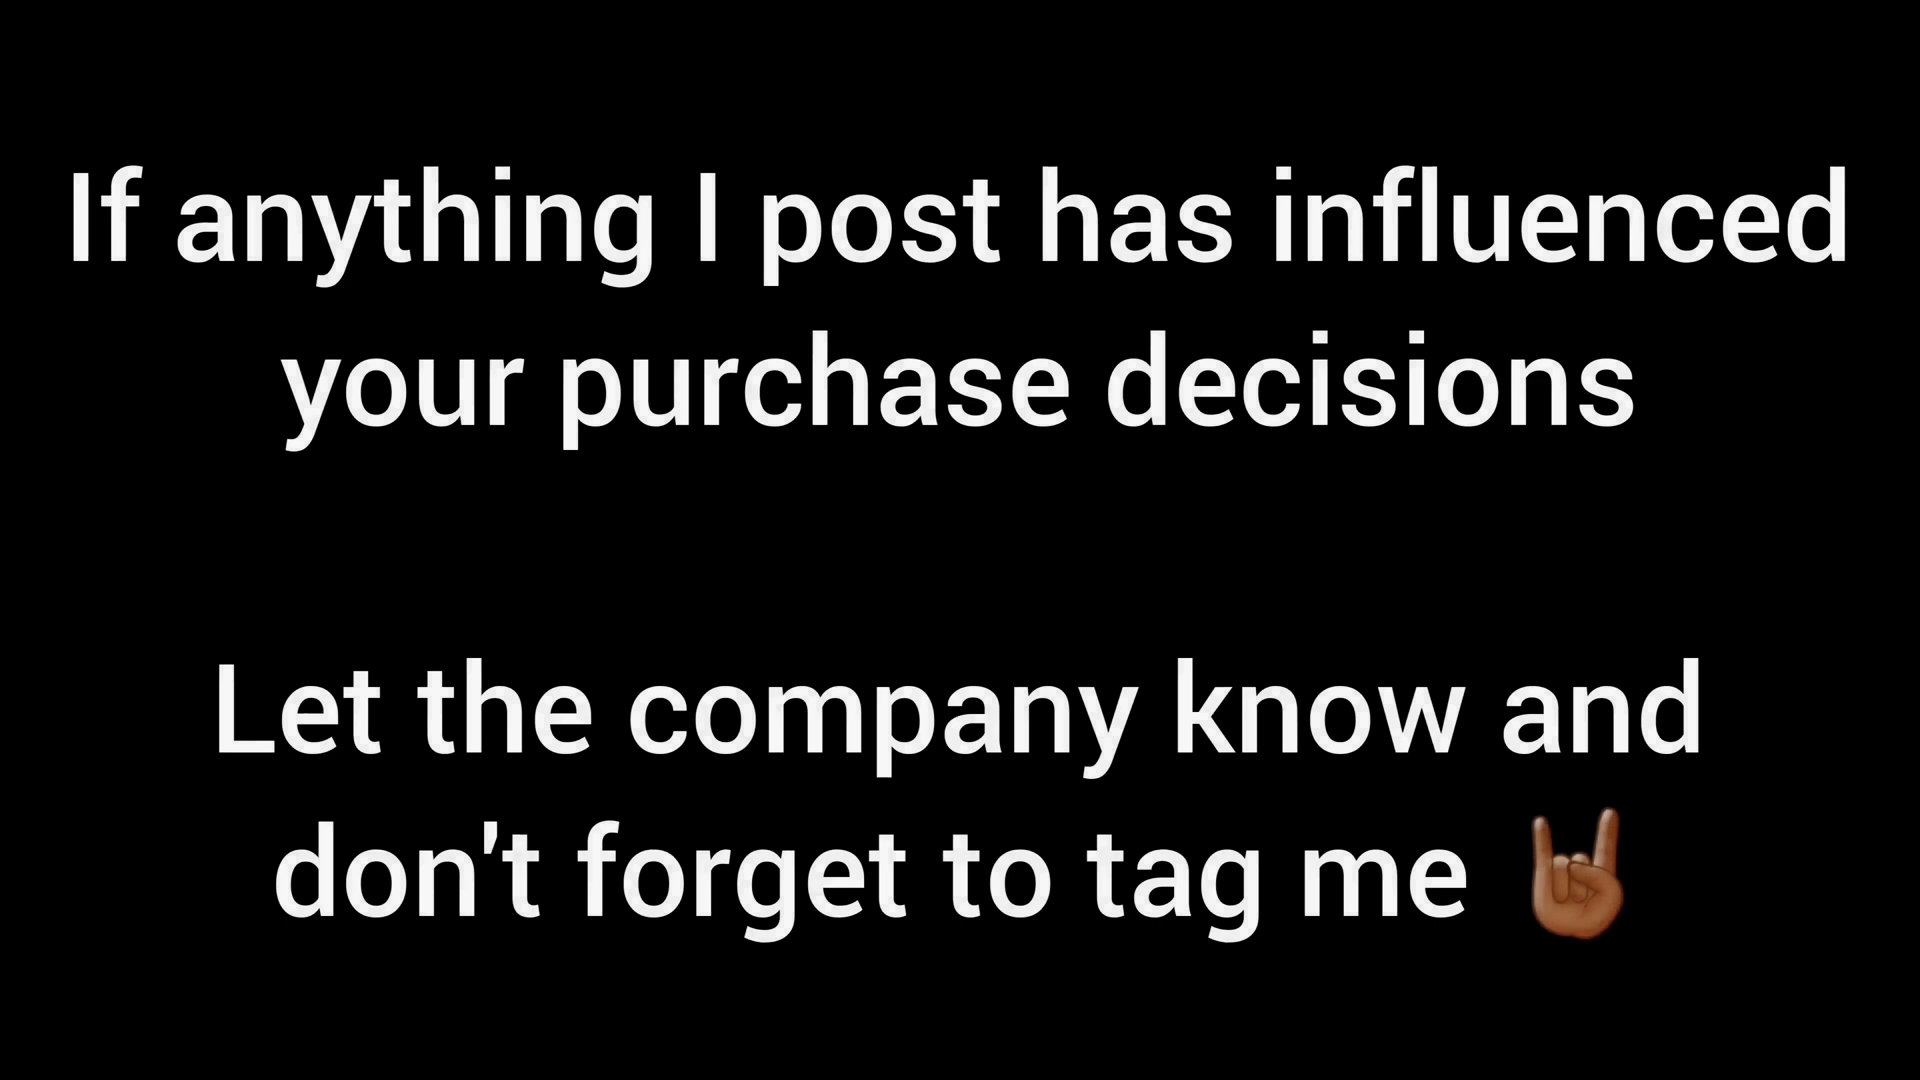 If anything I post has influenced
your purchase decisions
Let the company know and
don't forget to tag me 🤘🏾